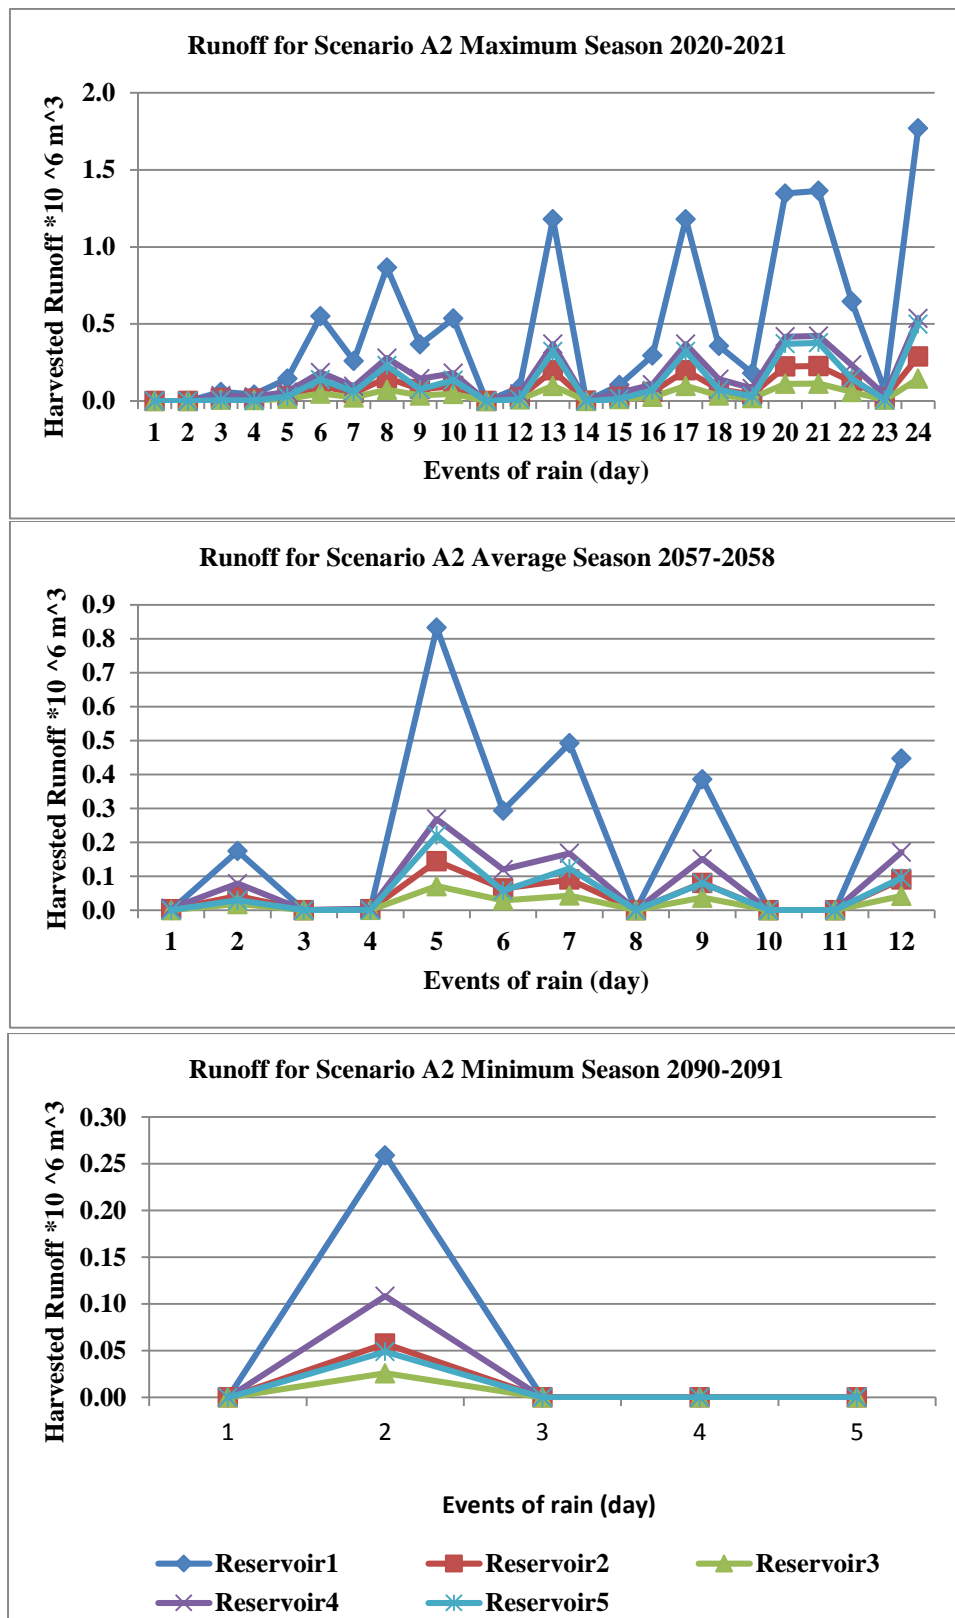 Runoff for Scenario A2 Maximum Season 2020-2021
Harvested Runoff *10 ^6 m^3
2.0
1.5
1.0
0.5
0.0
1 2 3 4 5 6 7 8 9 10 11 12 13 14 15 16 17 18 19 20 21 22 23 24
Events of rain (day)
Runoff for Scenario A2 Average Season 2057-2058
Harvested Runoff *10 ^6 m^3
0.9
0.8
0.7
0.6
0.5
0.4
0.3
0.2
0.1
0.0
1 2 3 4 5 6 7 8 9 10 11 12
Events of rain (day)
Runoff for Scenario A2 Minimum Season 2090-2091
Harvested Runoff *10 ^6 m^3
0.30
0.25
0.20
0.15
0.10
0.05
0.00
1 2 3 4 5
Events of rain (day)
Reservoir1 Reservoir2 Reservoir3
Reservoir4 Reservoir5